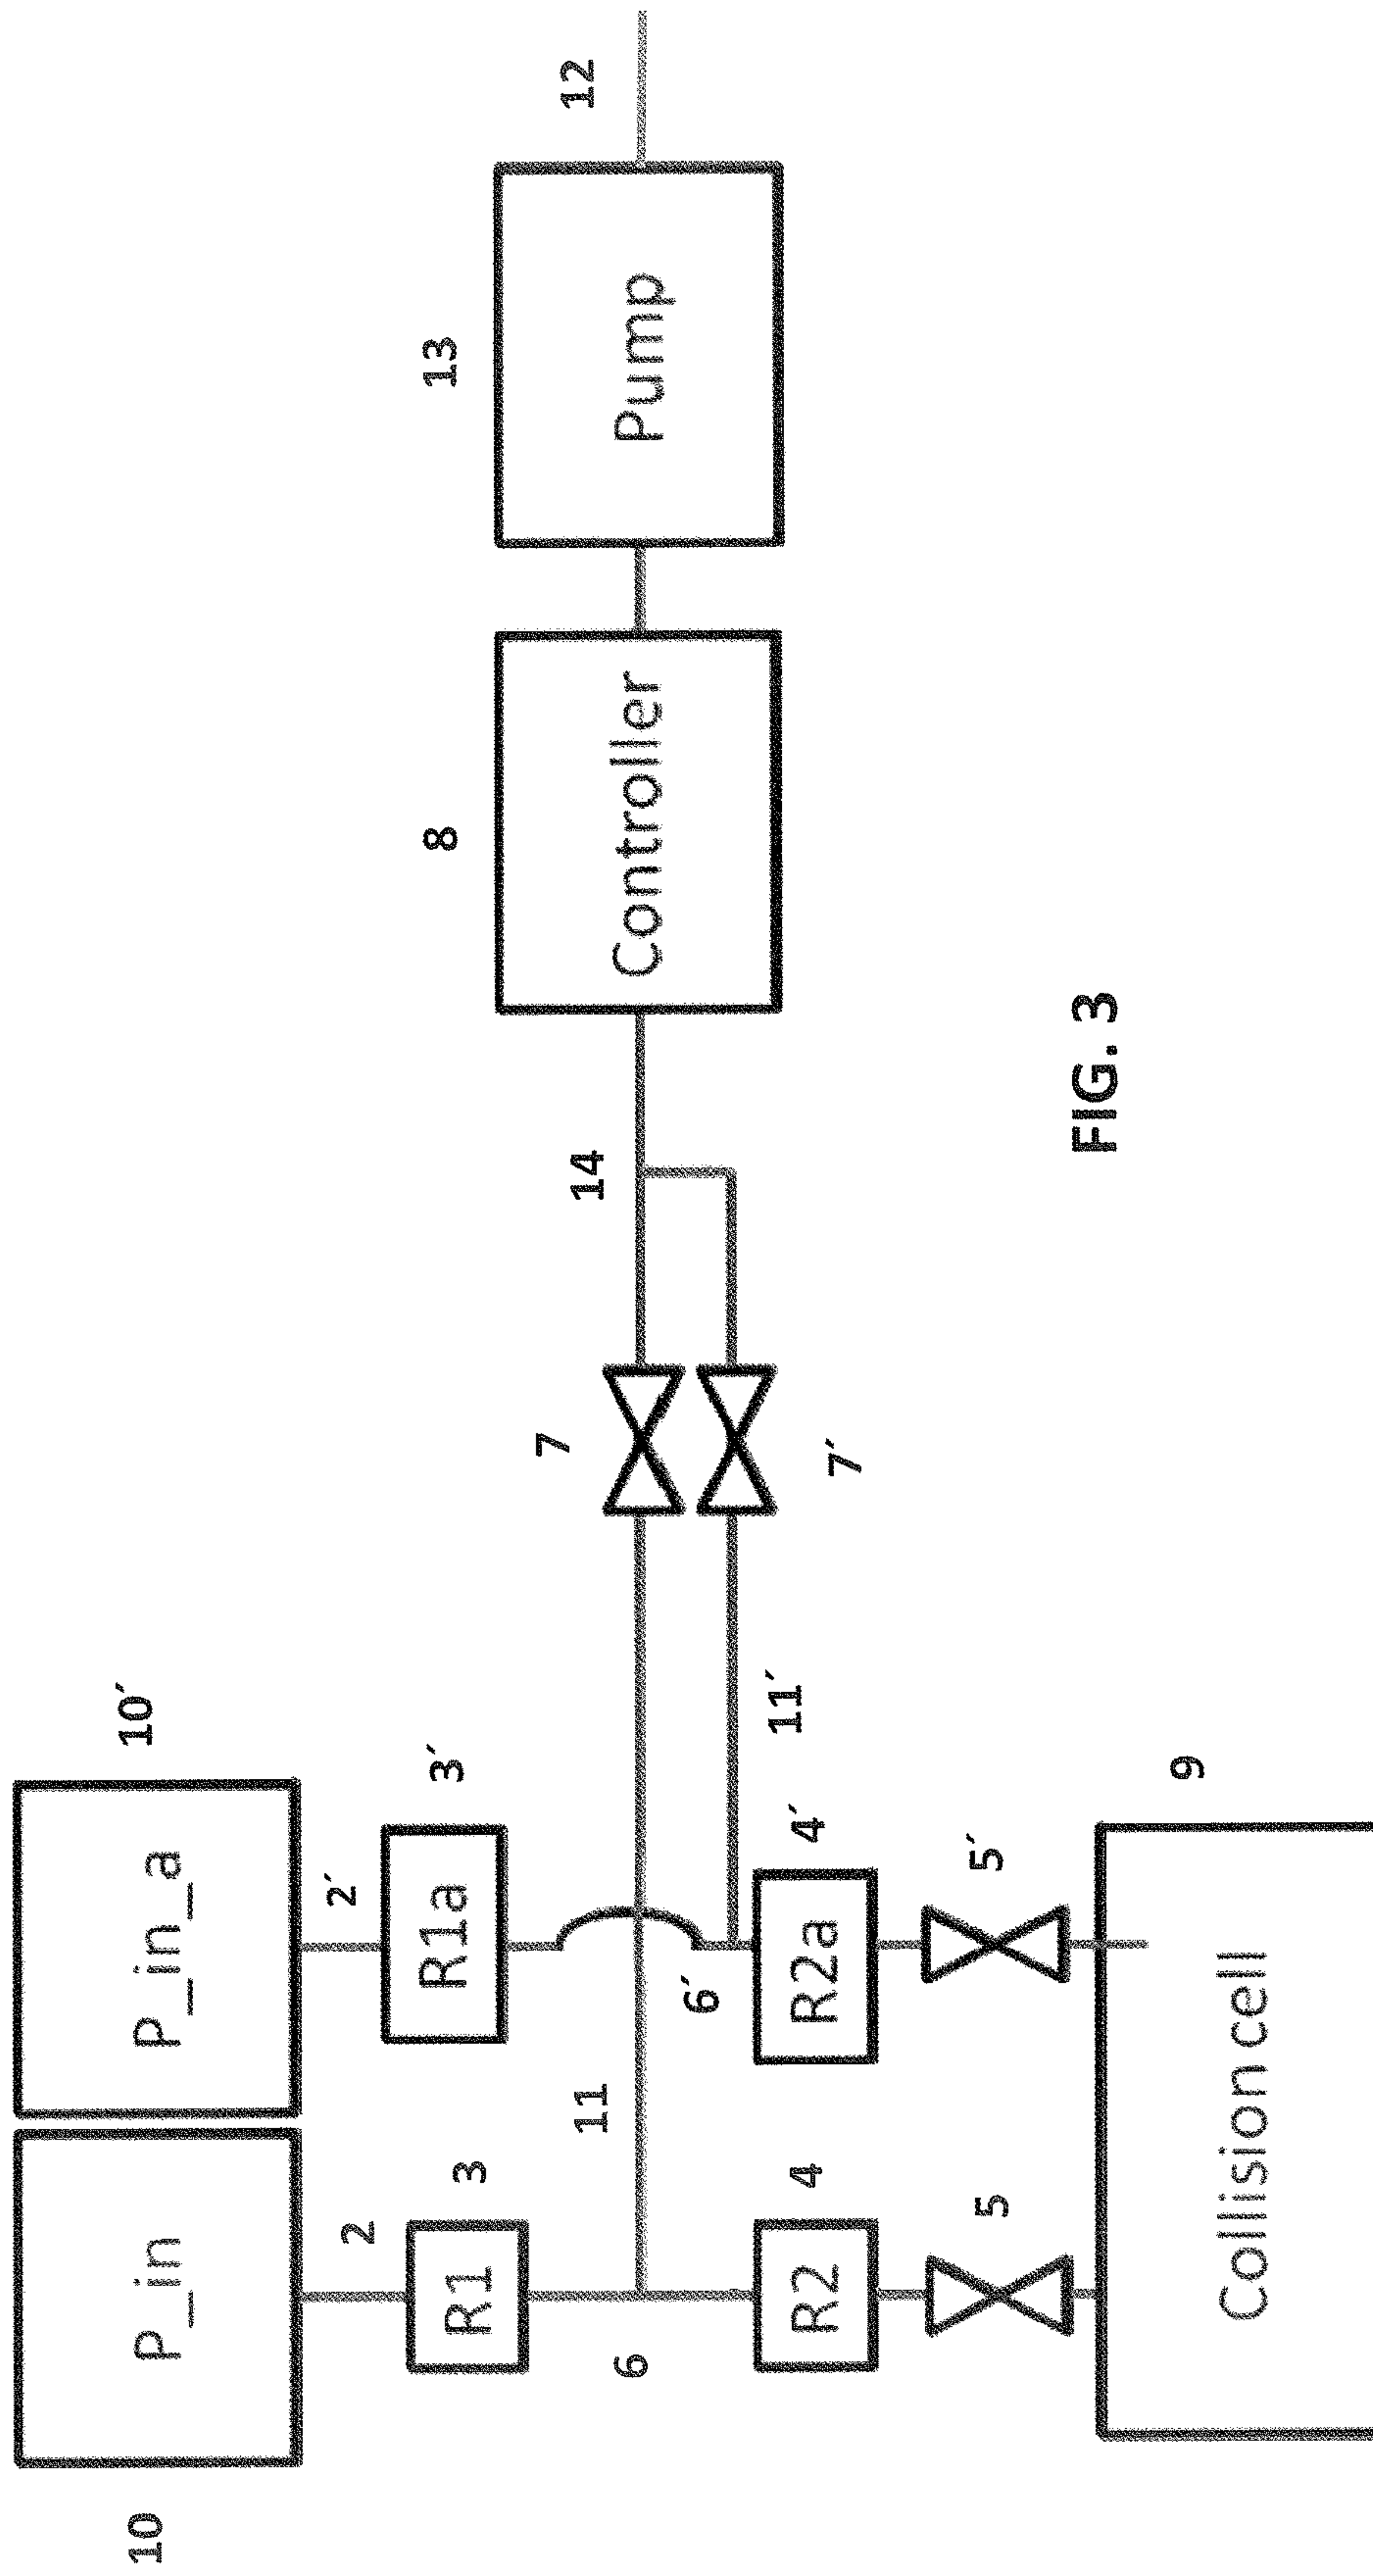 10
P_in
P_in_a
10´
2
2´
3
3´
8
13
R1
R1a
11
7
14
12
6
Controller
Pump
6´
11´
4
4´
7´
R2
R2a
5
5´
FIG. 3
9
Collision cell